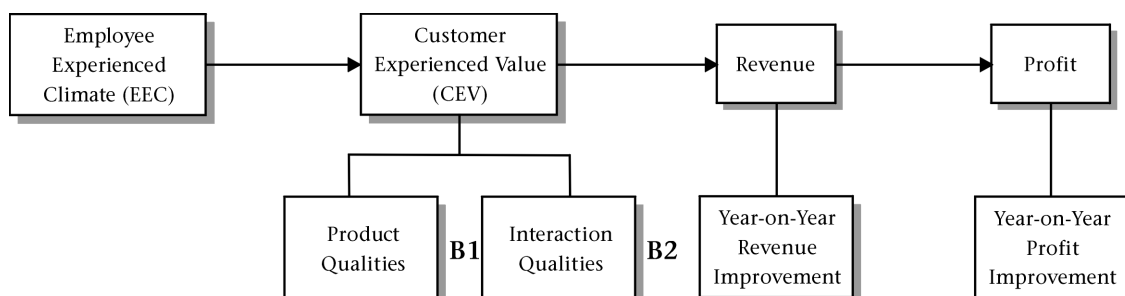 Employee
Experienced
Climate (EEC)
Customer
Experienced Value
(CEV)
Revenue
Profit
Product
Qualities
B1
Interaction
Qualities
B2
Year-on-Year
Revenue
Improvement
Year-on-Year
Profit
Improvement